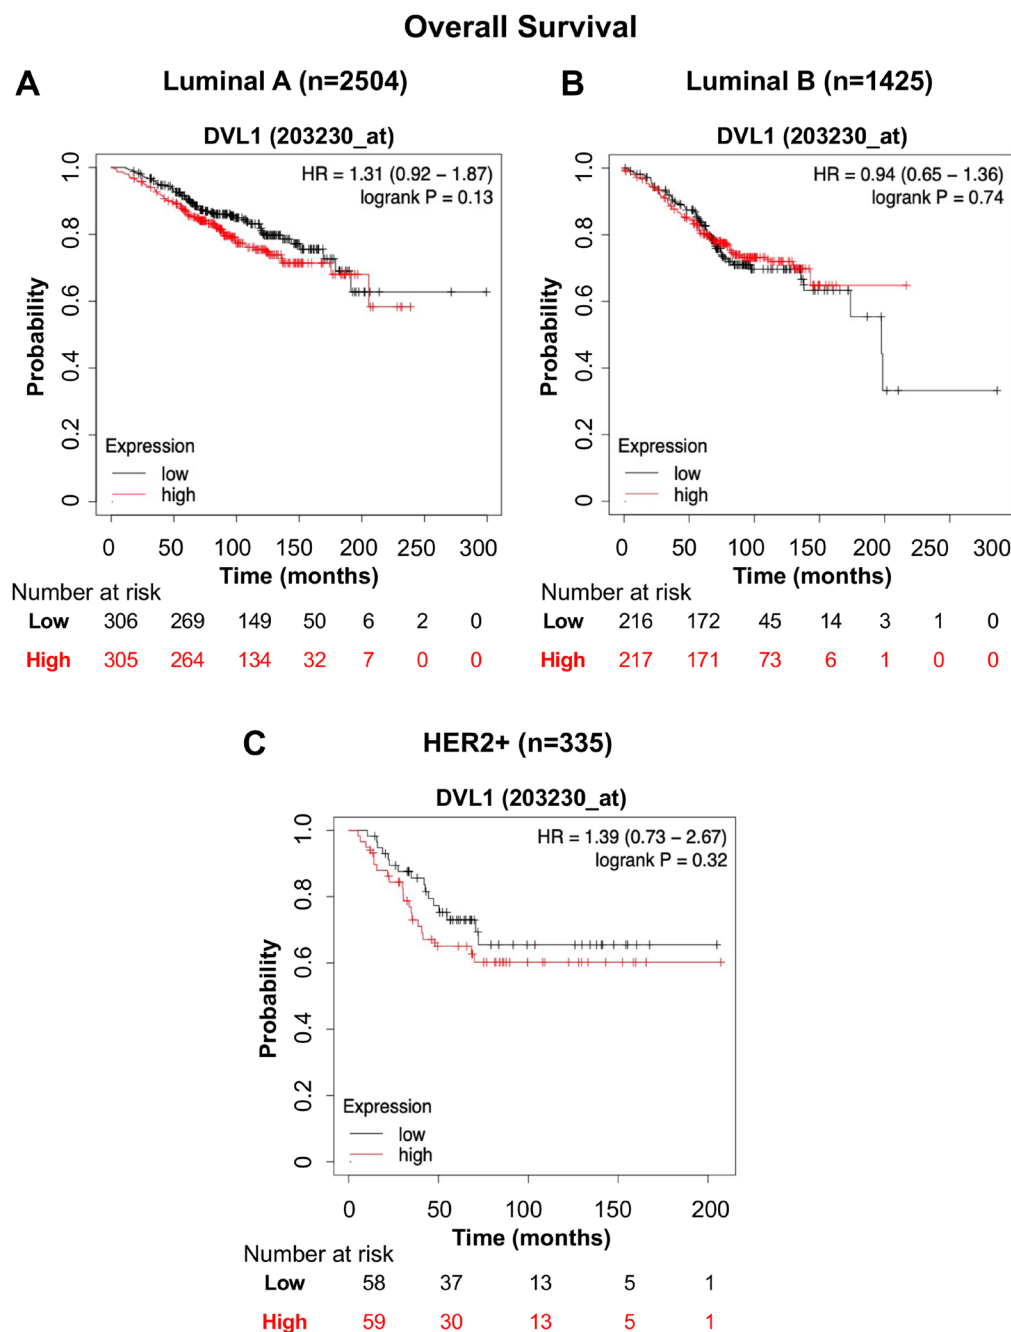 Overall Survival
A Luminal A (n=2504)
DVL1 (203230_at)
HR = 1.31 (0.92 − 1.87)
logrank P = 0.13
Probability
1.0
0.8
0.6
0.4
0.2
0
Expression
low
high
0 50 100 150 200 250 300
Time (months)
Number at risk
Low 306 269 149 50 6 2 0
High 305 264 134 32 7 0 0
B Luminal B (n=1425)
DVL1 (203230_at)
HR = 0.94 (0.65 − 1.36)
logrank P = 0.74
Probability
1.0
0.8
0.6
0.4
0.2
0
Expression
low
high
0 50 100 150 200 250 300
Time (months)
Number at risk
Low 216 172 45 14 3 1 0
High 217 171 73 6 1 0 0
C HER2+ (n=335)
DVL1 (203230_at)
HR = 1.39 (0.73 − 2.67)
logrank P = 0.32
Probability
1.0
0.8
0.6
0.4
0.2
0
Expression
low
high
0 50 100 150 200
Time (months)
Number at risk
Low 58 37 13 5 1
High 59 30 13 5 1